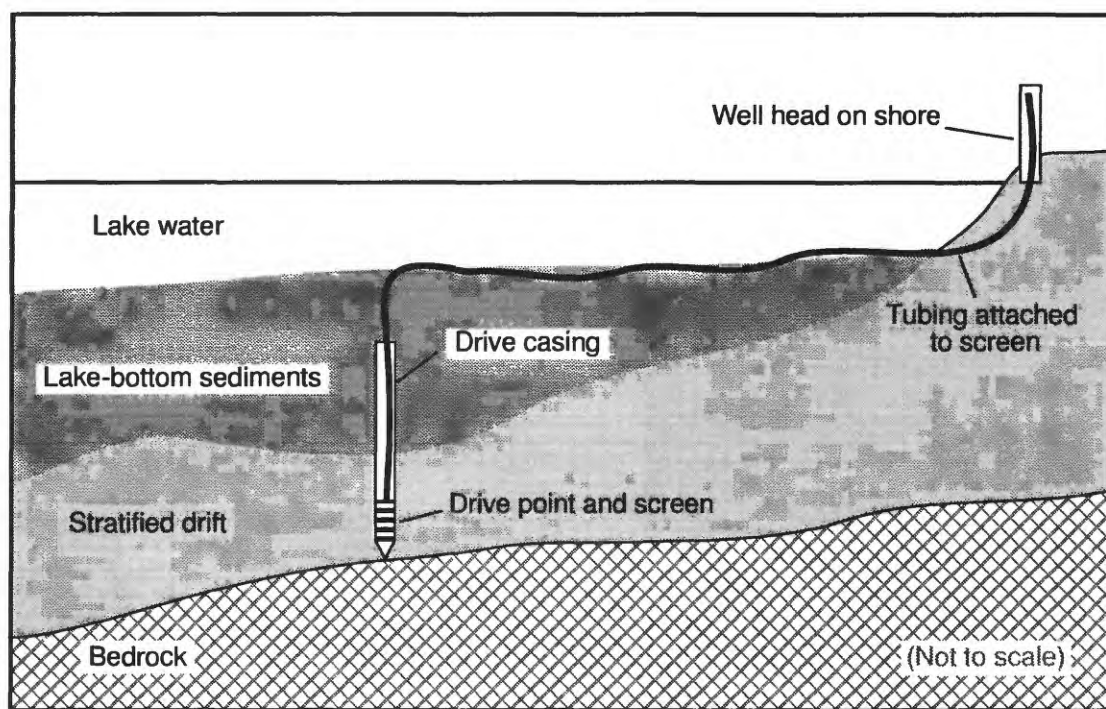 Well head on shore
Lake water
Tubing attached
to screen
Drive casing
Lake-bottom sediments
Drive point and screen
Stratified drift
Bedrock
(Not to scale)